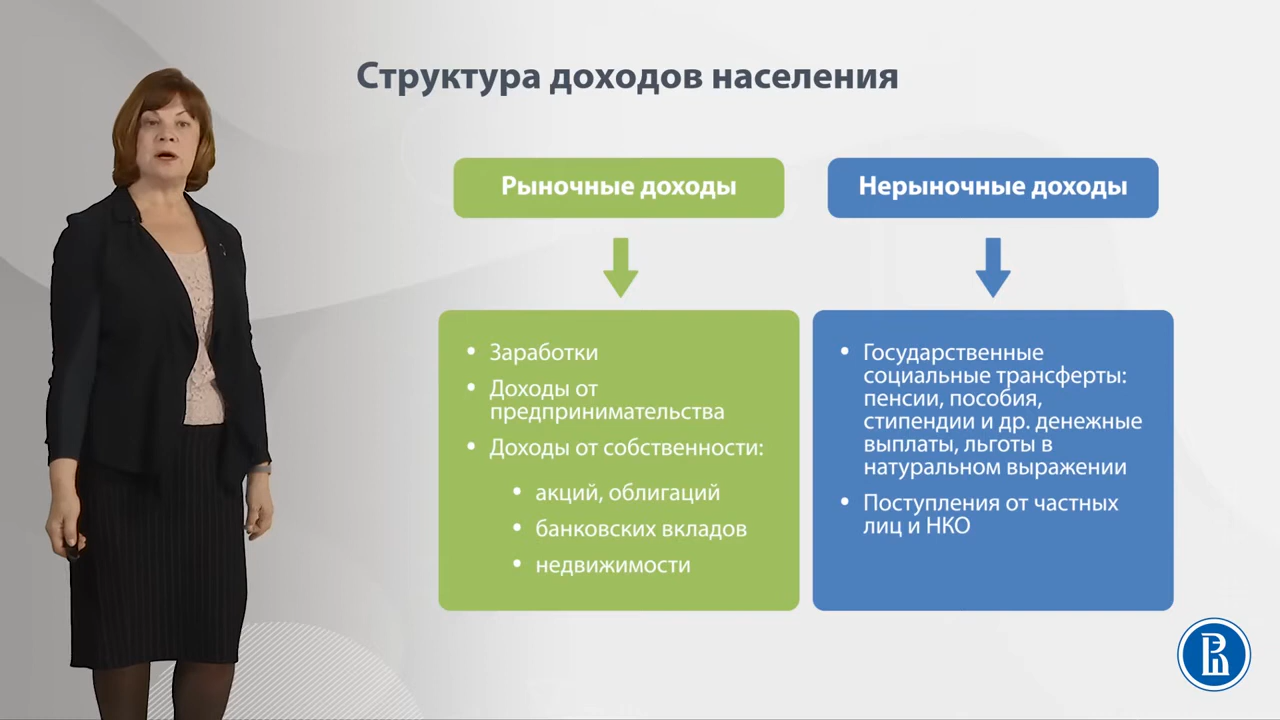 Структура доходов населения
Рыночные доходы
• Заработки
• Доходы от
предпринимательства
• Доходы от собственности:
• акций, облигаций
• банковских вкладов
• недвижимости
Нерыночные доходы
• Государственные
социальные трансферты:
пенсии, пособия,
стипендии и др. денежные
выплаты, льготы в
натуральном выражении
• Поступления от частных
лиц и НКО